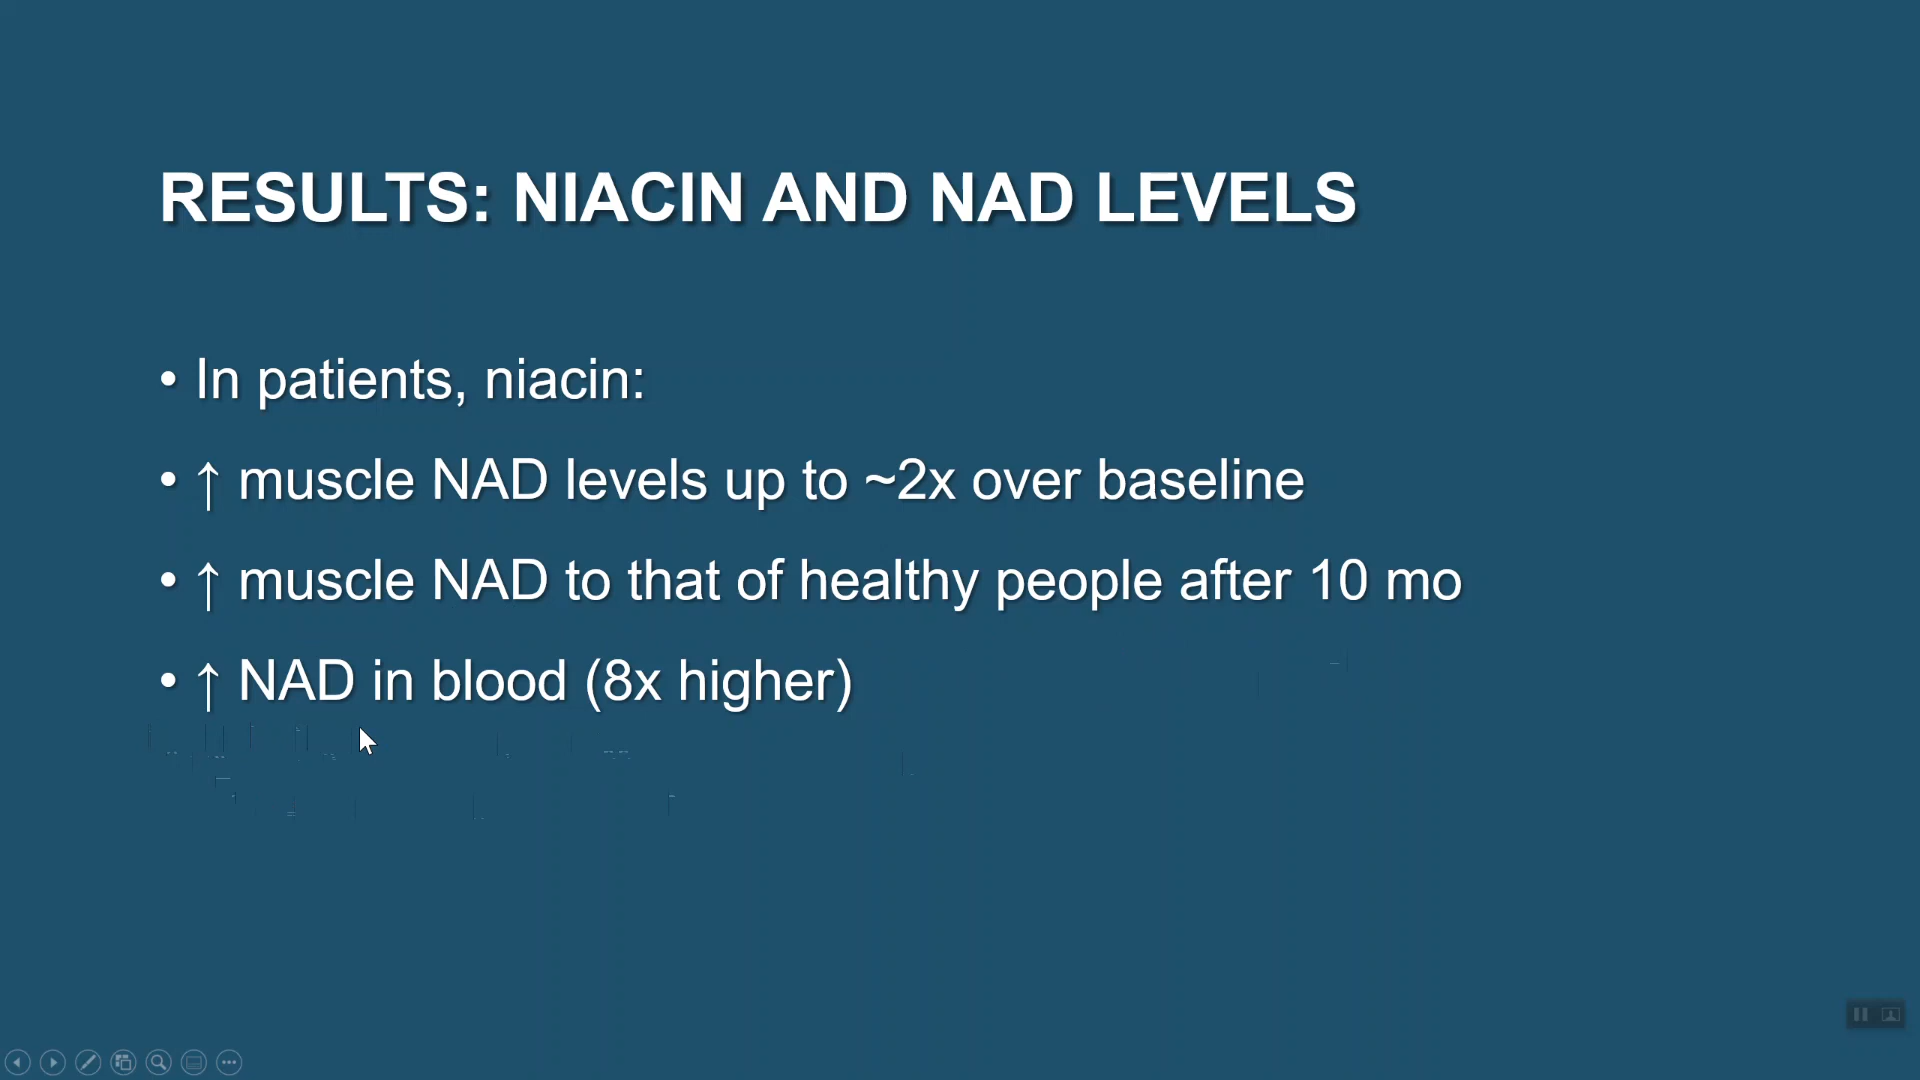 RESULTS: NIACIN AND NAD LEVELS
• In patients, niacin:
• ↑ muscle NAD levels up to ~2x over baseline
• ↑ muscle NAD to that of healthy people after 10 mo
• ↑ NAD in blood (8x higher)